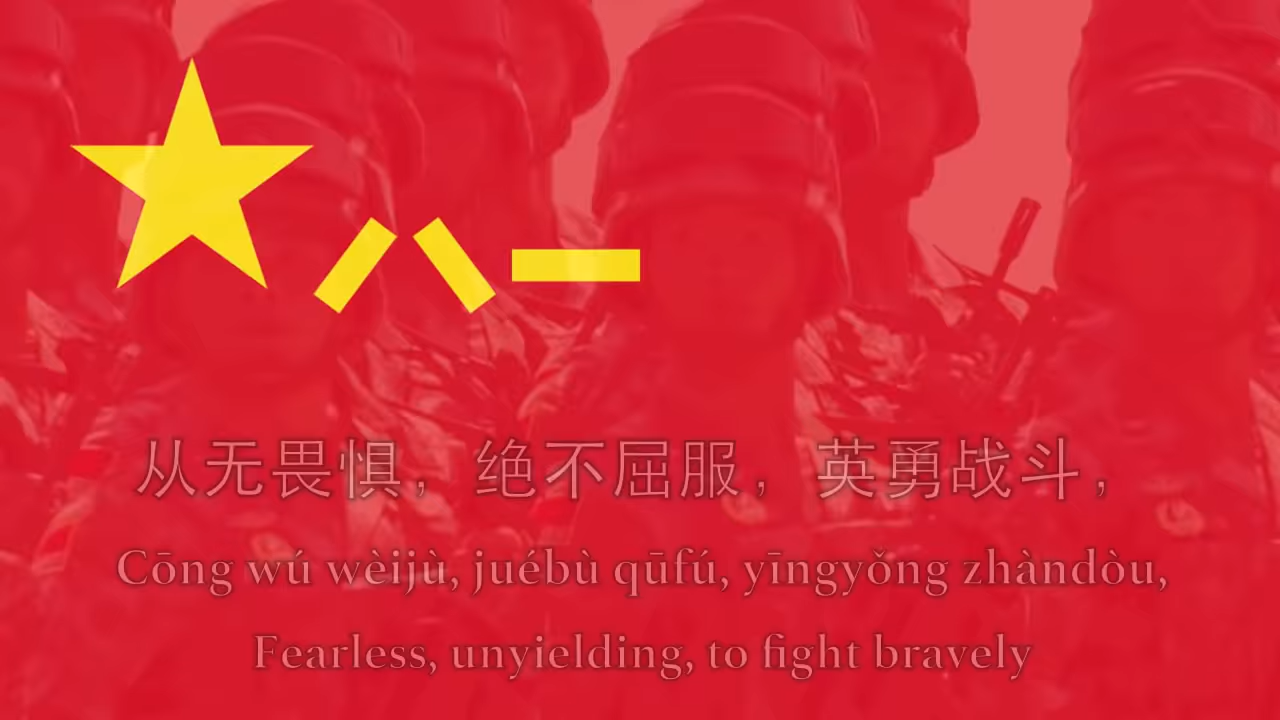 八一
从无畏惧，绝不屈服，英勇战斗，
Cōng wú wèijù, juébù qūfú, yīngyǒng zhàndòu,
Fearless, unyielding, to fight bravely